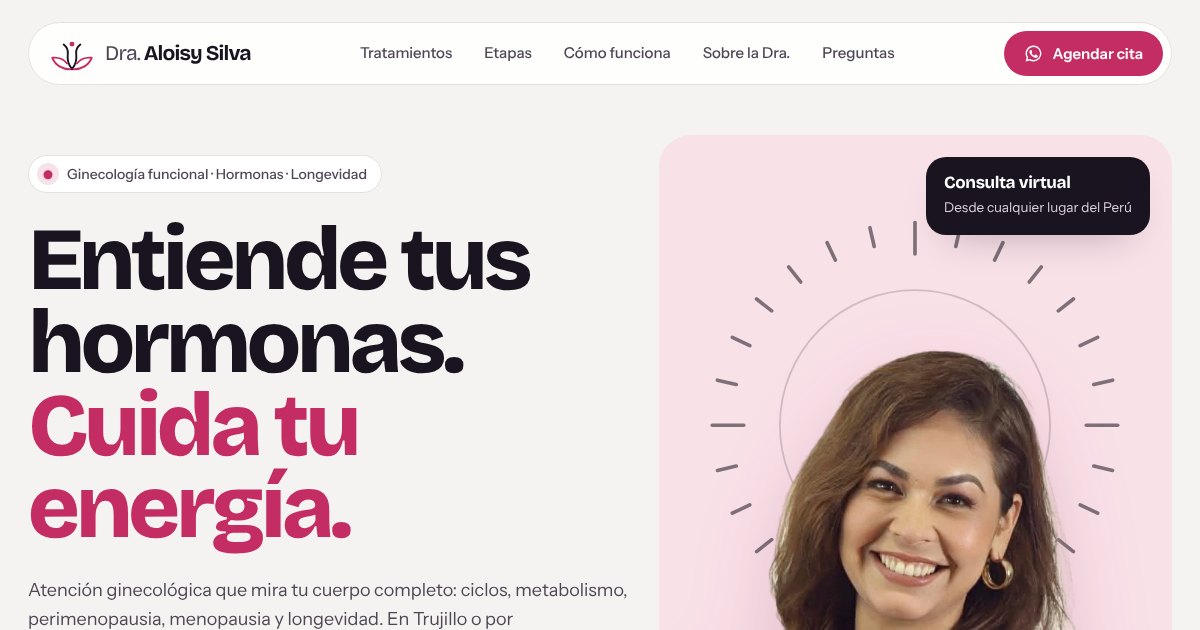 Dra. Aloisy Silva
Tratamientos
Etapas
Cómo funciona
Sobre la Dra.
Preguntas
Agendar cita
Ginecología funcional · Hormonas · Longevidad
Entiende tus
hormonas.
Cuida tu
energía.
Atención ginecológica que mira tu cuerpo completo: ciclos, metabolismo,
perimenopausia, menopausia y longevidad. En Trujillo o por
Consulta virtual
Desde cualquier lugar del Perú